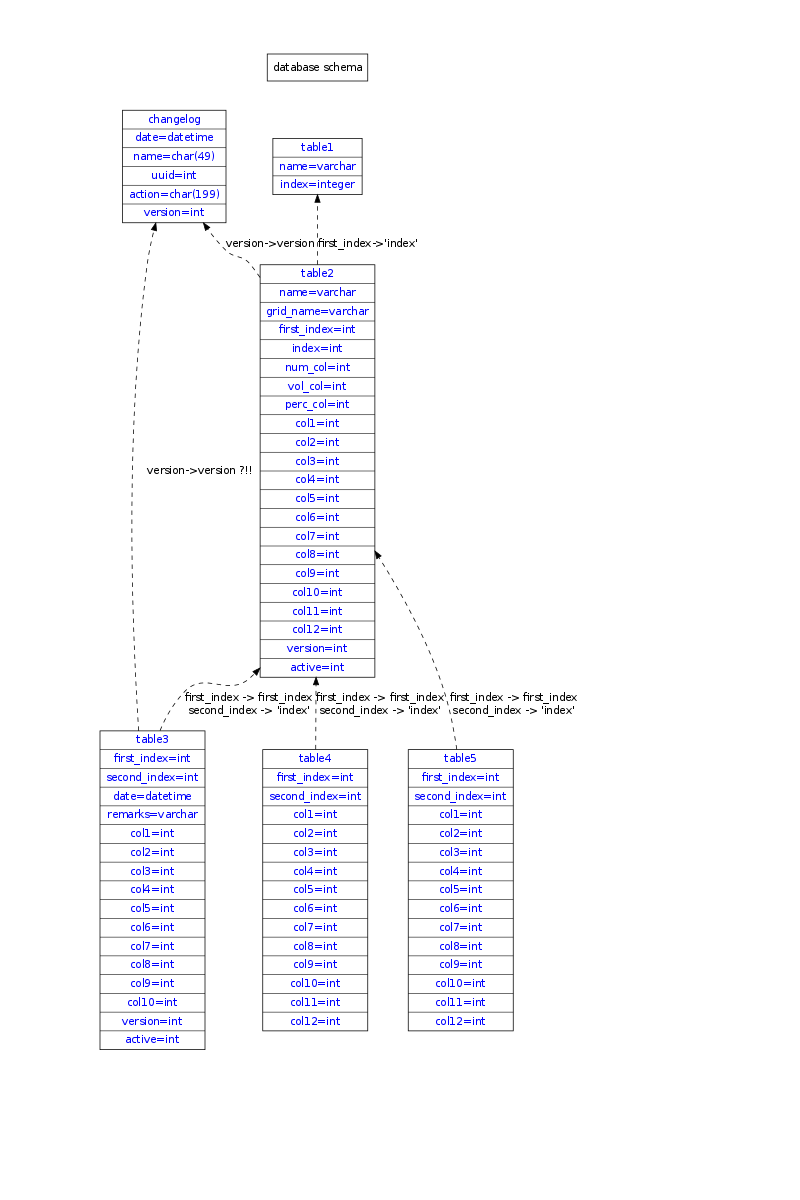 database schema
changelog
date=datetime
name=char(49)
uuid=int
action=char(199)
version=int
table1
name=varchar
index=integer
version->version
first_index->'index'
table2
name=varchar
grid_name=varchar
first_index=int
index=int
num_col=int
vol_col=int
perc_col=int
col1=int
col2=int
col3=int
col4=int
col5=int
col6=int
col7=int
col8=int
col9=int
col10=int
col11=int
col12=int
version=int
active=int
version->version ?!!
first_index -> first_index
second_index -> 'index'
first_index -> first_index
second_index -> 'index'
first_index -> first_index
second_index -> 'index'
table3
first_index=int
second_index=int
date=datetime
remarks=varchar
col1=int
col2=int
col3=int
col4=int
col5=int
col6=int
col7=int
col8=int
col9=int
col10=int
version=int
active=int
table4
first_index=int
second_index=int
col1=int
col2=int
col3=int
col4=int
col5=int
col6=int
col7=int
col8=int
col9=int
col10=int
col11=int
col12=int
table5
first_index=int
second_index=int
col1=int
col2=int
col3=int
col4=int
col5=int
col6=int
col7=int
col8=int
col9=int
col10=int
col11=int
col12=int